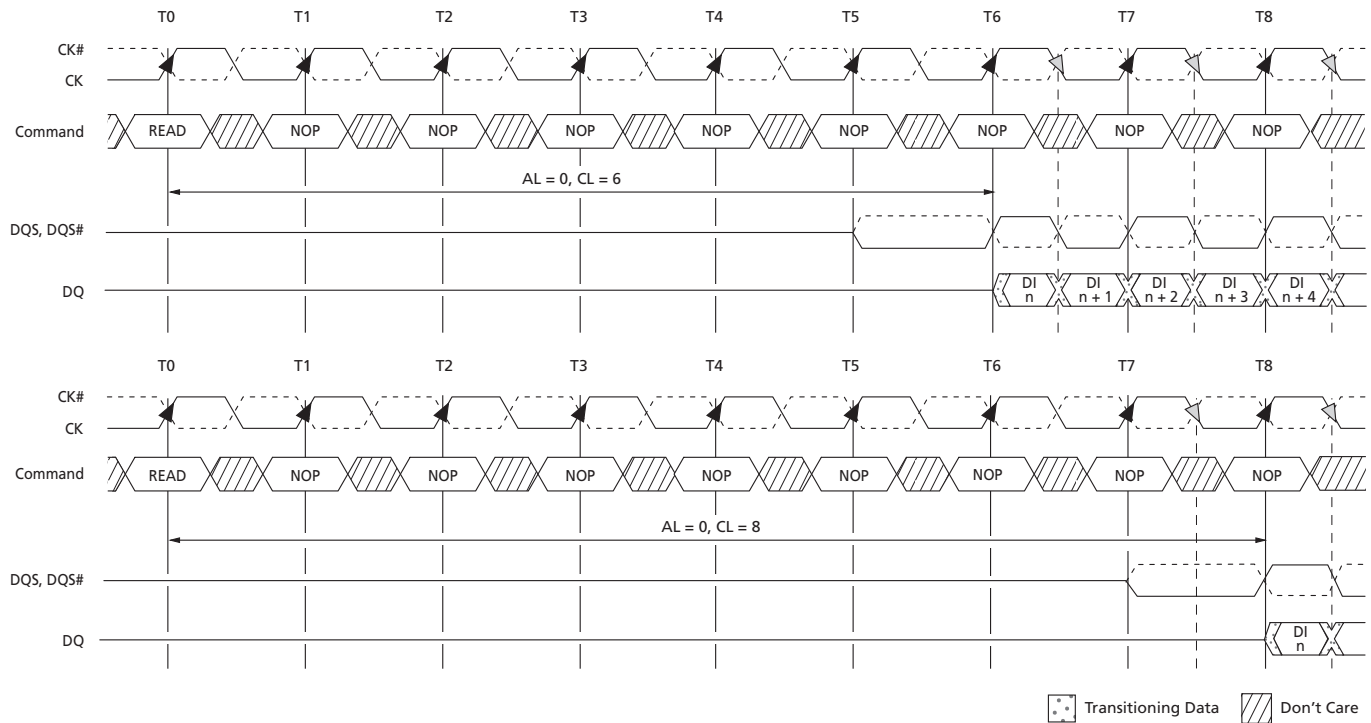 T0 T1 T2 T3 T4 T5 T6 T7 T8
CK#
CK
Command READ NOP NOP NOP NOP NOP NOP NOP NOP
AL = 0, CL = 6
DQS, DQS#
DQ DI n DI n + 1 DI n + 2 DI n + 3 DI n + 4
T0 T1 T2 T3 T4 T5 T6 T7 T8
CK#
CK
Command READ NOP NOP NOP NOP NOP NOP NOP NOP
AL = 0, CL = 8
DQS, DQS#
DQ DI n
Transitioning Data Don't Care